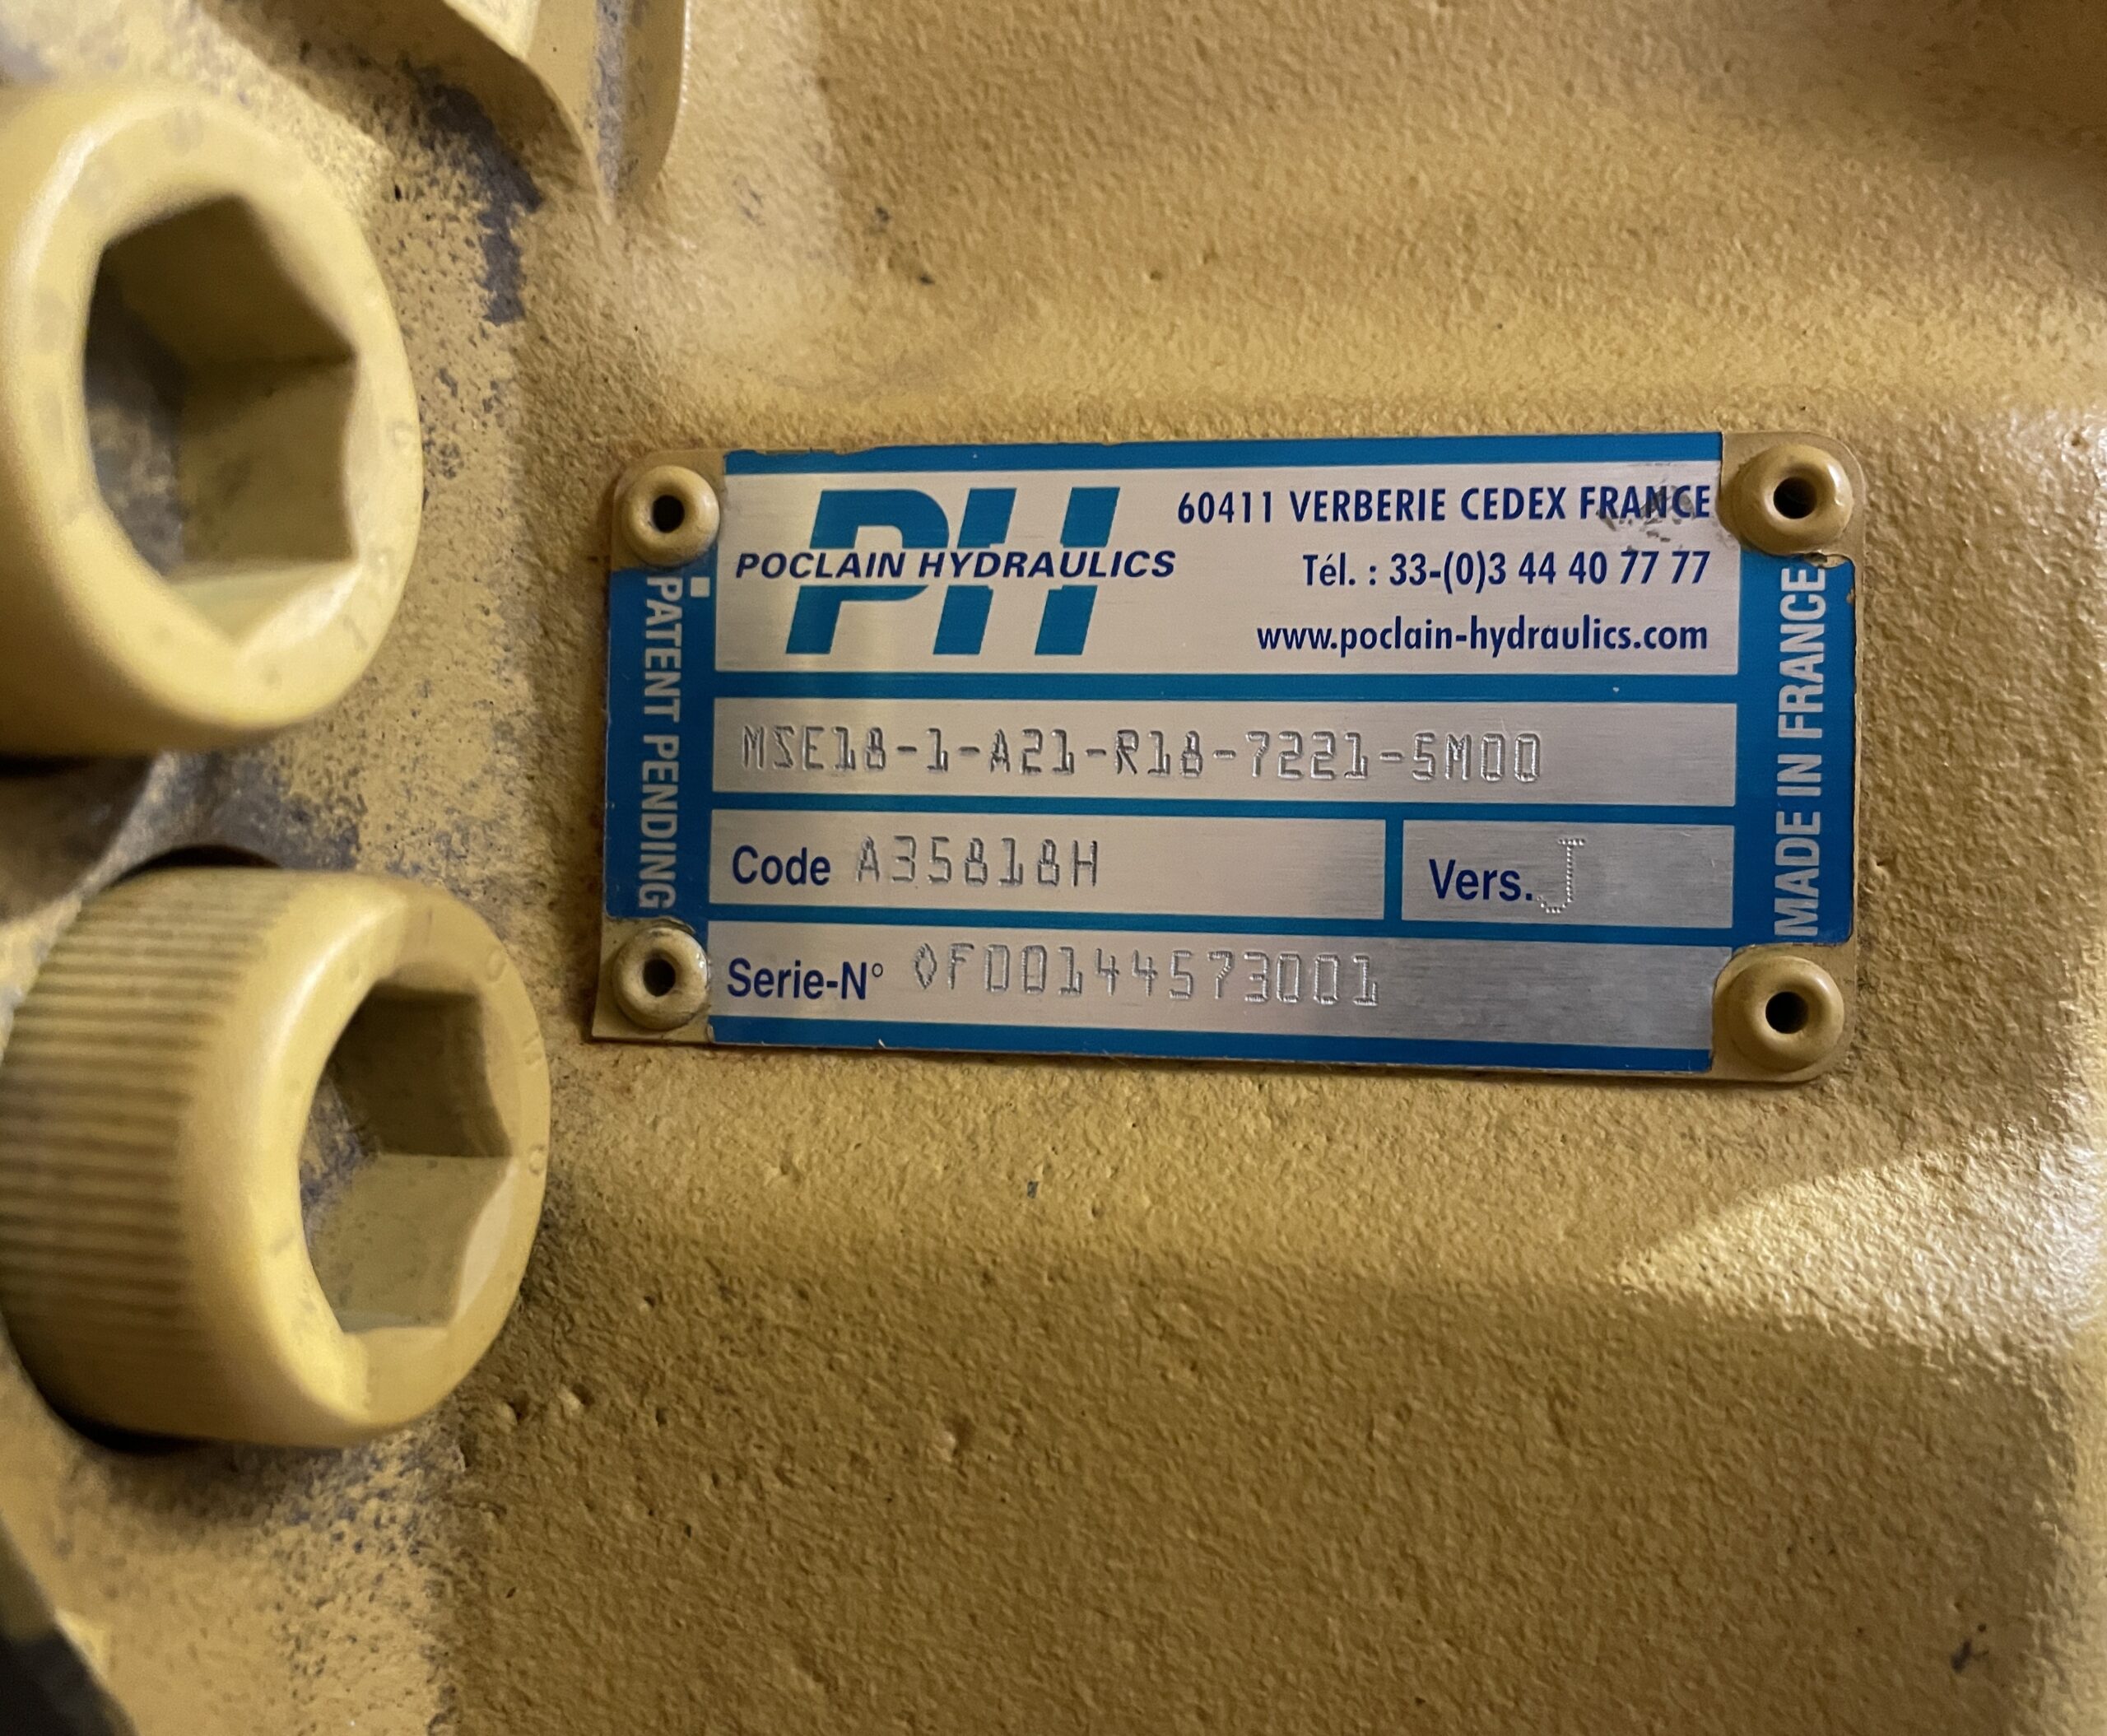 PH
POCLAIN HYDRAULICS
60411 VERBERIE CEDEX FRANCE
Tél. : 33-(0)3 44 40 77 77
www.poclain-hydraulics.com
PATENT PENDING
MADE IN FRANCE
MSE18-1-A21-R18-7221-5M00
Code A35818H
Vers. J
Serie-N° 0F00144573001